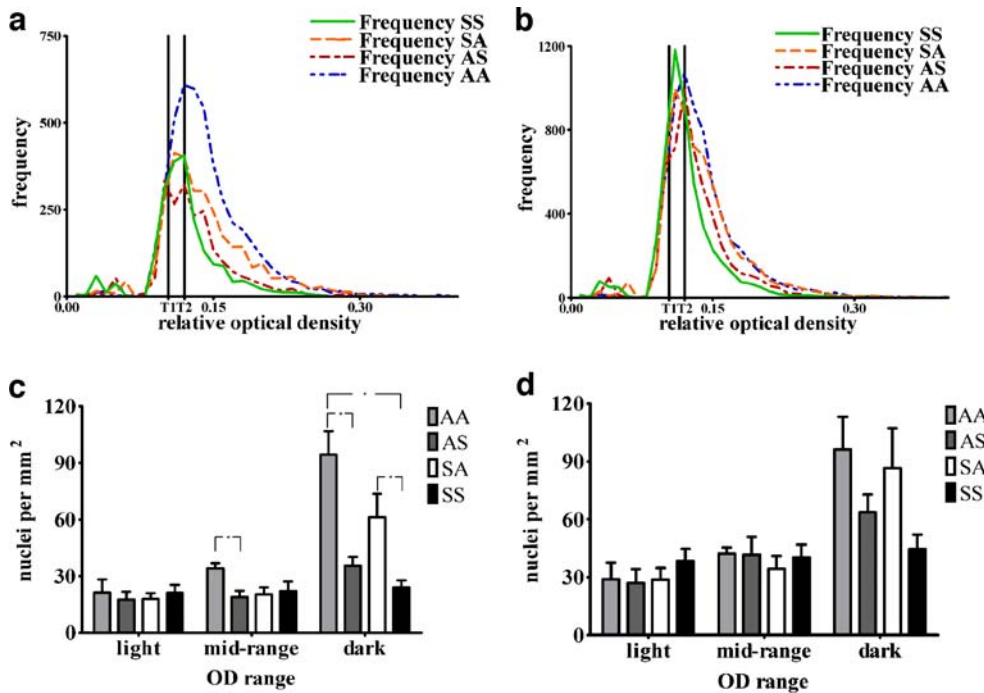 a
750
500
250
0
frequency
Frequency SS
Frequency SA
Frequency AS
Frequency AA
0.00
T1T2
0.15
0.30
relative optical density
b
1200
900
600
400
0
frequency
Frequency SS
Frequency SA
Frequency AS
Frequency AA
0.00
T1T2
0.15
0.30
relative optical density
c
120
90
60
30
0
nuclei per mm²
AA
AS
SA
SS
light
mid-range
dark
OD range
d
120
90
60
30
0
nuclei per mm²
AA
AS
SA
SS
light
mid-range
dark
OD range